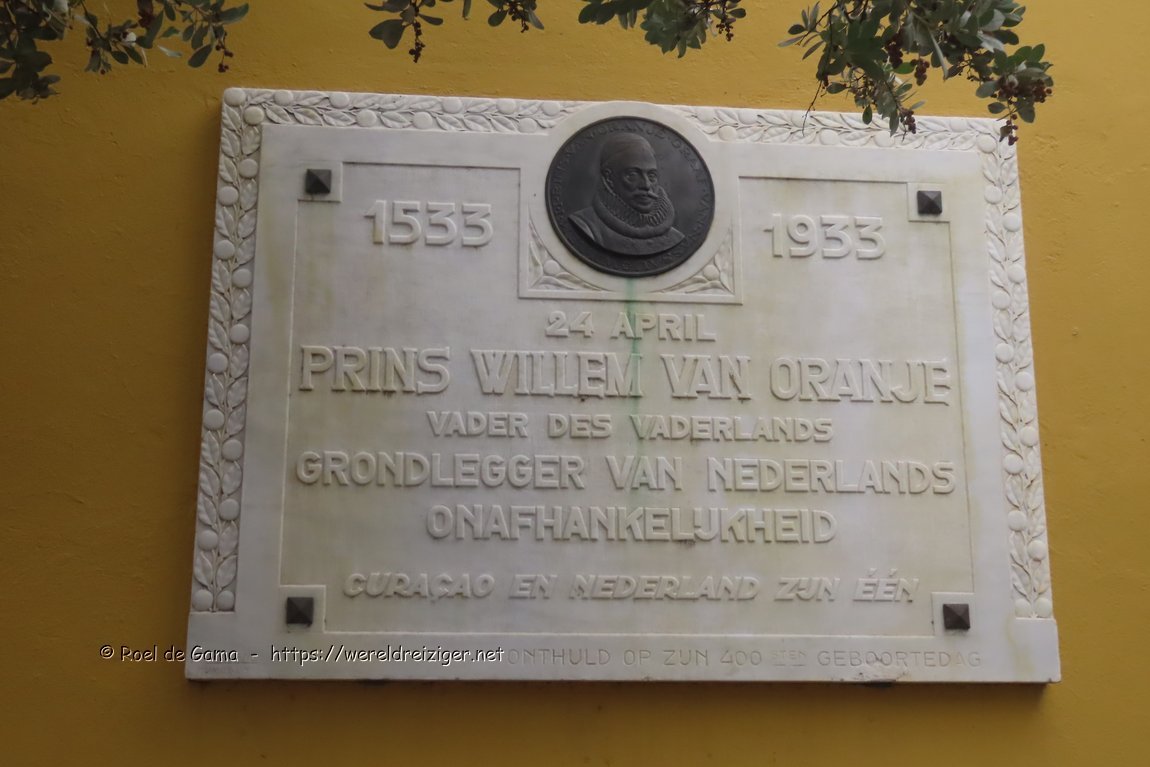 1533
1933
24 APRIL
PRINS WILLEM VAN ORANJE
VADER DES VADERLANDS
GRONDLEGGER VAN NEDERLANDS
ONAFHANKELIJKHEID
CURAÇAO EN NEDERLAND ZIJN ÉÉN
ONTHULD OP ZIJN 400 STEN GEBOORTEDAG
© Roel de Gama - https://wereldreiziger.net